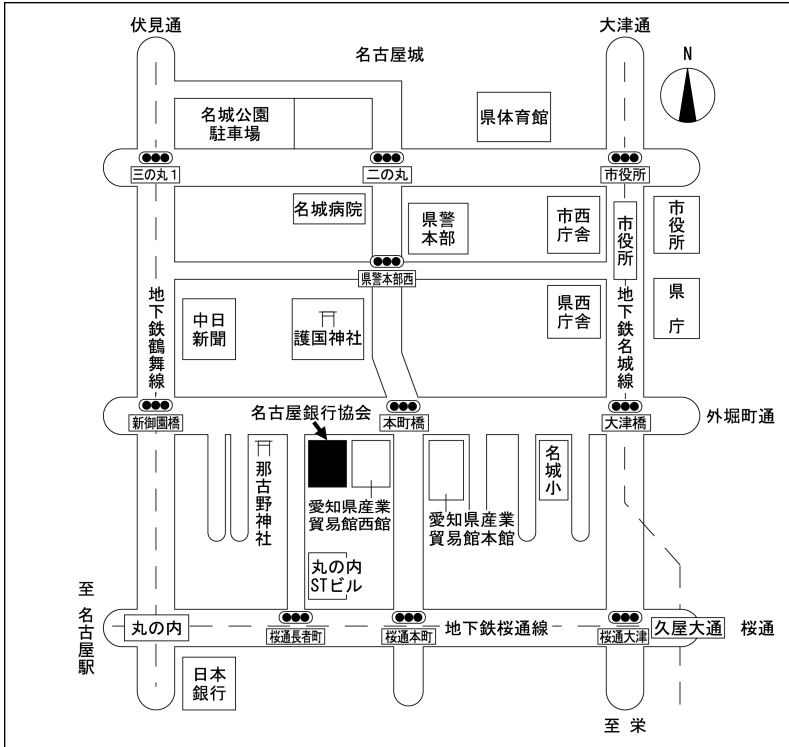 伏見通
大津通
名古屋城
N
名城公園
駐車場
県体育館
三の丸1
二の丸
市役所
名城病院
県警
本部
市西
庁舎
市役所
市役所
県警本部西
地下鉄鶴舞線
中日
新聞
護国神社
県西
庁舎
地下鉄名城線
県庁
名古屋銀行協会
新御園橋
本町橋
大津橋
外堀町通
那古野神社
愛知県産業
貿易館西館
愛知県産業
貿易館本館
名城小
丸の内
STビル
至名古屋駅
丸の内
桜通長者町
桜通本町
地下鉄桜通線
桜通大津
久屋大通
桜通
日本
銀行
至 栄